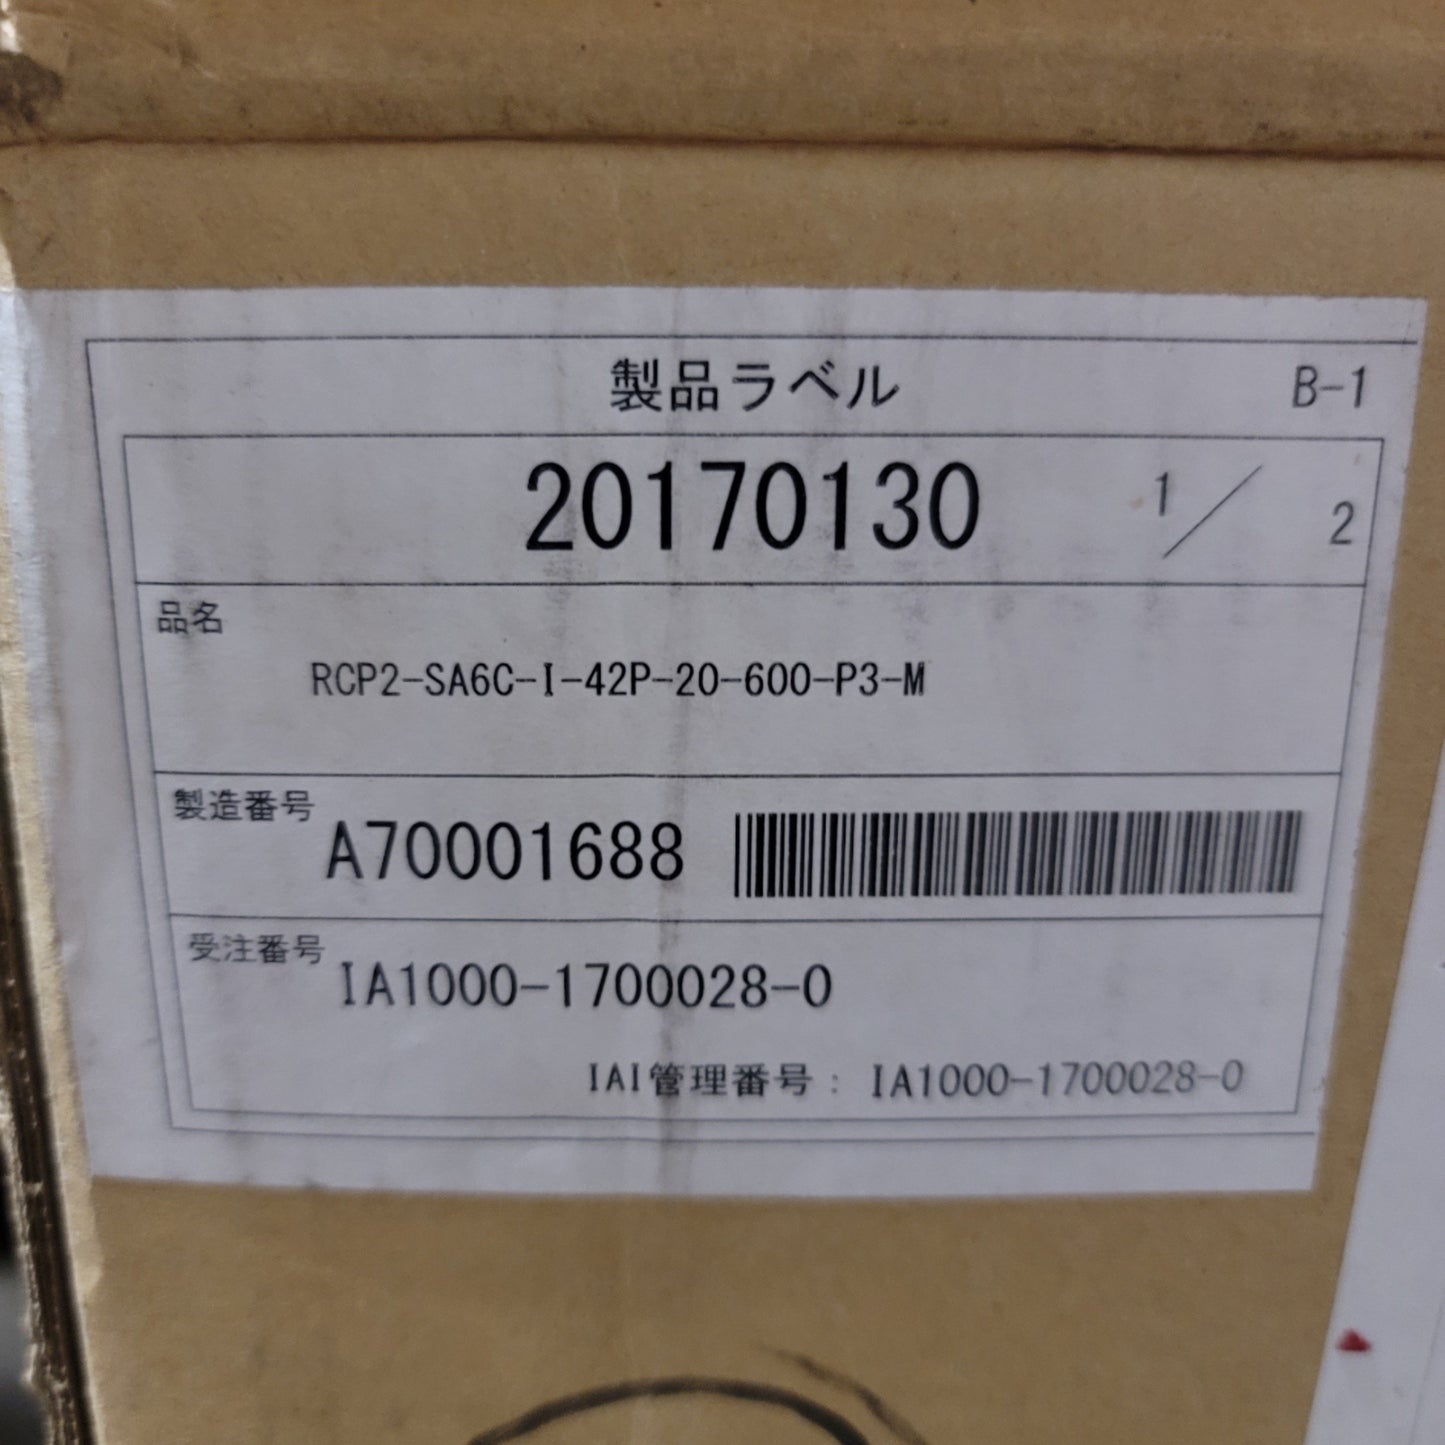 製品ラベル B-1
20170130 1/2
品名
RCP2-SA6C-I-42P-20-600-P3-M
製造番号
A70001688
受注番号
IA1000-1700028-0
IAI管理番号: IA1000-1700028-0